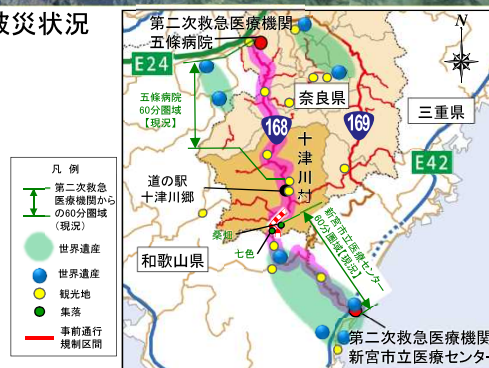 被災状況
第二次救急医療機関
五條病院
N
E24
五條病院
60分圏域
【現況】
奈良県
三重県
168
169
十津川村
E42
凡 例
第二次救急
医療機関から
の60分圏域
(現況)
世界遺産
世界遺産
観光地
集落
事前通行
規制区間
道の駅
十津川郷
桑畑
七色
新宮市立医療センター
60分圏域【現況】
和歌山県
第二次救急医療機関
新宮市立医療センター